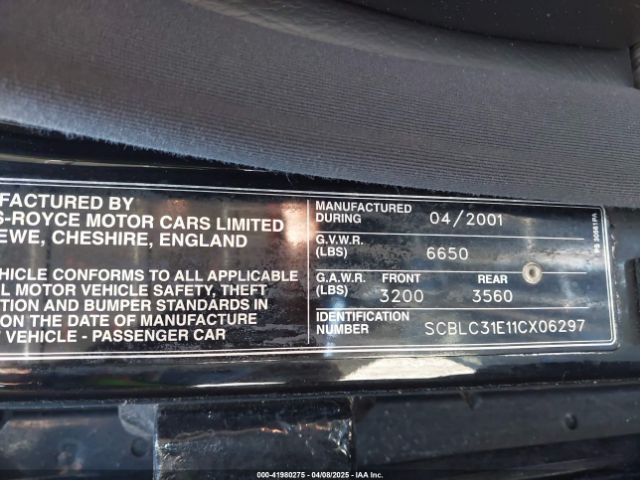 FACTURED BY
S-ROYCE MOTOR CARS LIMITED
EWE, CHESHIRE, ENGLAND
EHICLE CONFORMS TO ALL APPLICABLE
L MOTOR VEHICLE SAFETY, THEFT
TION AND BUMPER STANDARDS IN
ON THE DATE OF MANUFACTURE
VEHICLE - PASSENGER CAR
MANUFACTURED DURING 04/2001
G.V.W.R. (LBS) 6650
G.A.W.R. (LBS) FRONT 3200 REAR 3560
IDENTIFICATION NUMBER SCBLC31E11CX06297
000-41980275 - 04/08/2025 - IAA Inc.